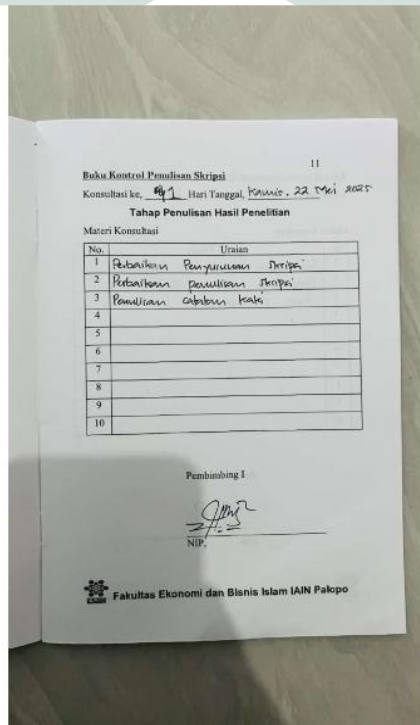 11
Buku Kontrol Penulisan Skripsi
Konsultasi ke, 1 Hari Tanggal, Kamis. 22 Mei 2025
Tahap Penulisan Hasil Penelitian
Materi Konsultasi
No. Uraian
1 Perbaikan Penyusunan Skripsi
2 Perbaikan penulisan skripsi
3 Penulisan catatan kaki
4
5
6
7
8
9
10
Pembimbing I
NIP,
Fakultas Ekonomi dan Bisnis Islam IAIN Palopo